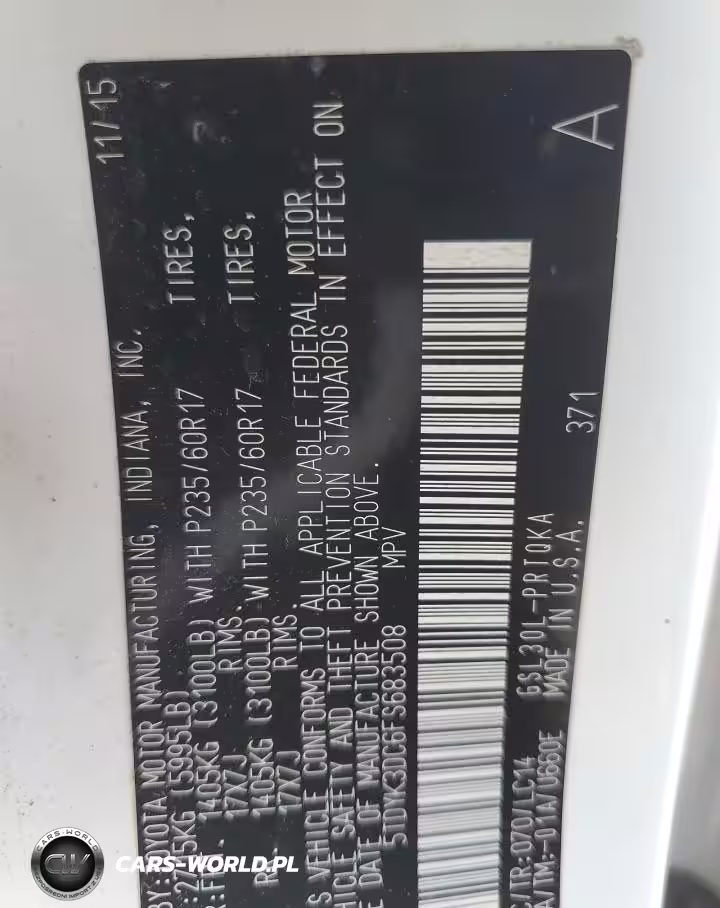 BY: TOYOTA MOTOR MANUFACTURING, INDIANA, INC. 11/15
(5995LB)
1405KG (3100LB) WITH P235/60R17 TIRES,
17X7J RIMS.
1405KG (3100LB) WITH P235/60R17 TIRES,
17X7J RIMS.
VEHICLE CONFORMS TO ALL APPLICABLE FEDERAL MOTOR
SAFETY AND THEFT PREVENTION STANDARDS IN EFFECT ON
DATE OF MANUFACTURE SHOWN ABOVE.
5TDYK3DC6FS683508 MPV
C/TR: 070/LC14 GSL30L-PRTQKA
A/TM: -01A/U660E MADE IN U.S.A. 371
A
CARS-WORLD.PL
CW